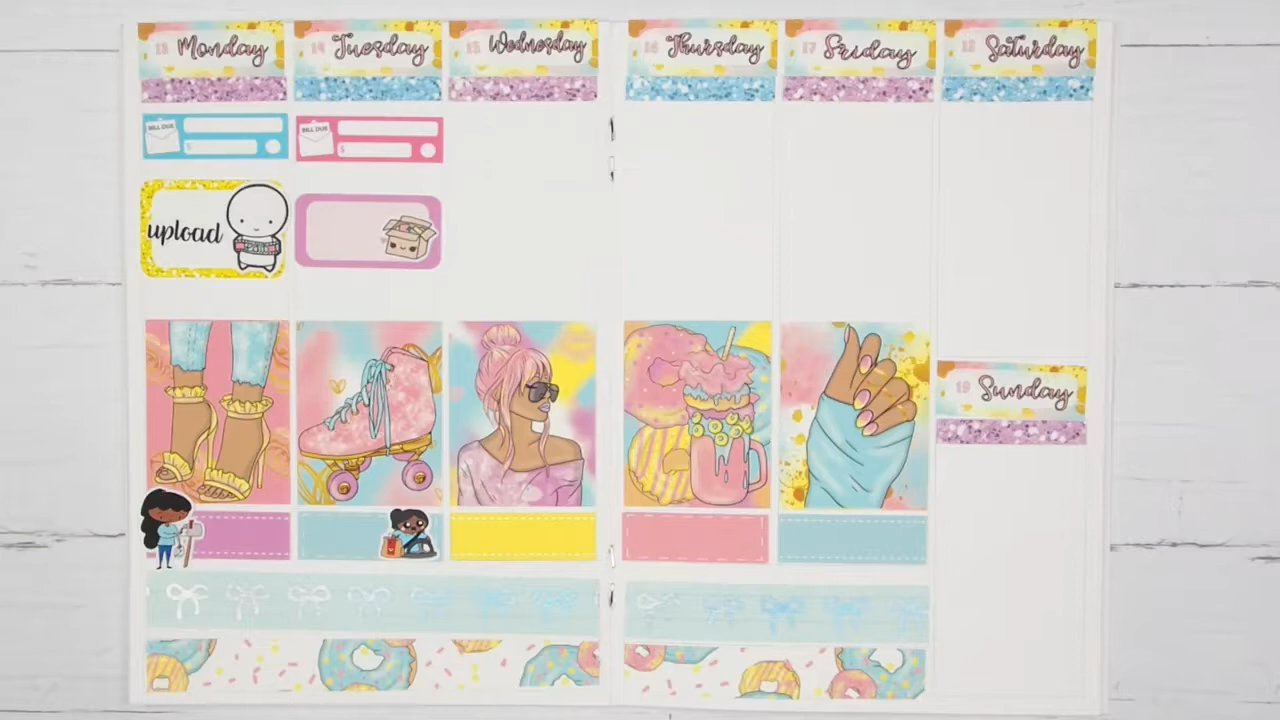 13 Monday
14 Tuesday
15 Wednesday
16 Thursday
17 Friday
18 Saturday
BILL DUE
$
BILL DUE
$
upload
19 Sunday